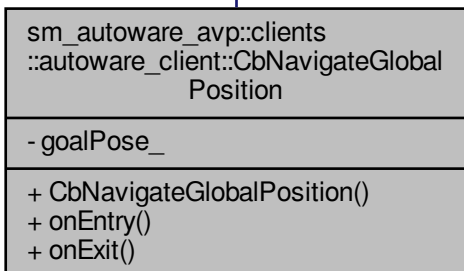 sm_autoware_avp::clients
::autoware_client::CbNavigateGlobal
Position
- goalPose_
+ CbNavigateGlobalPosition()
+ onEntry()
+ onExit()